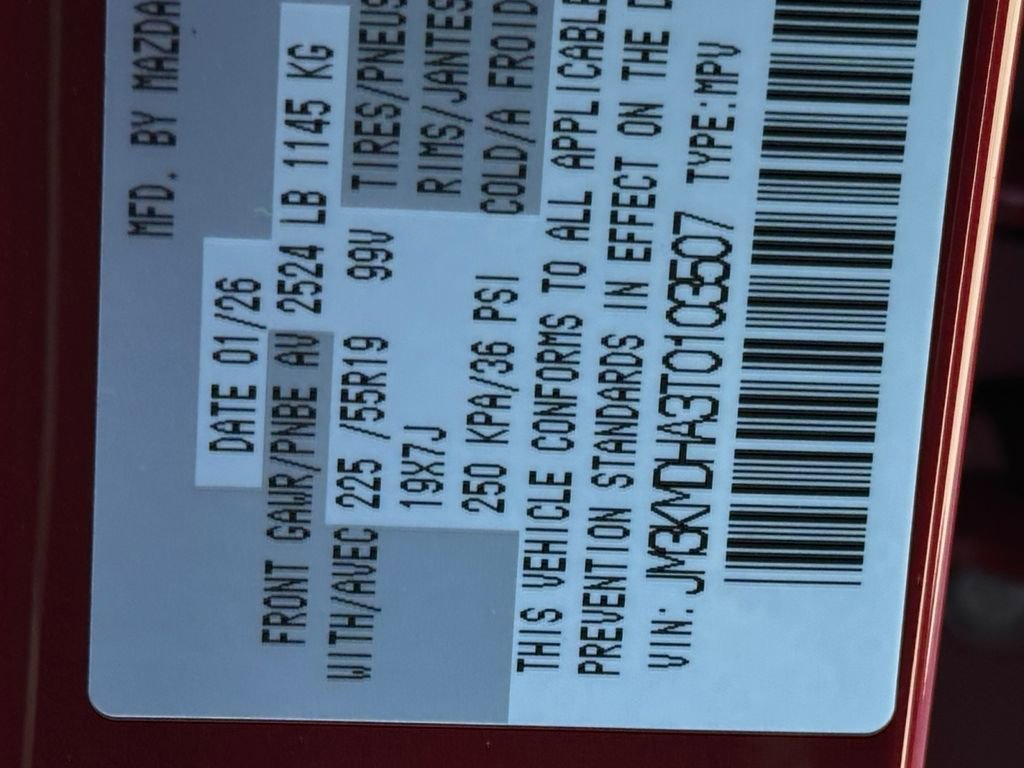 MFD. BY MAZDA
DATE 01/26
FRONT GAWR/PNBE AV 2524 LB 1145 KG
WITH/AVEC 225 /55R19 99V TIRES/PNEUS
19X7J RIMS/JANTES
250 KPA/36 PSI COLD/A FROID
THIS VEHICLE CONFORMS TO ALL APPLICABLE
PREVENTION STANDARDS IN EFFECT ON THE D
VIN: JM3KMDHA3T0103507 TYPE:MPV